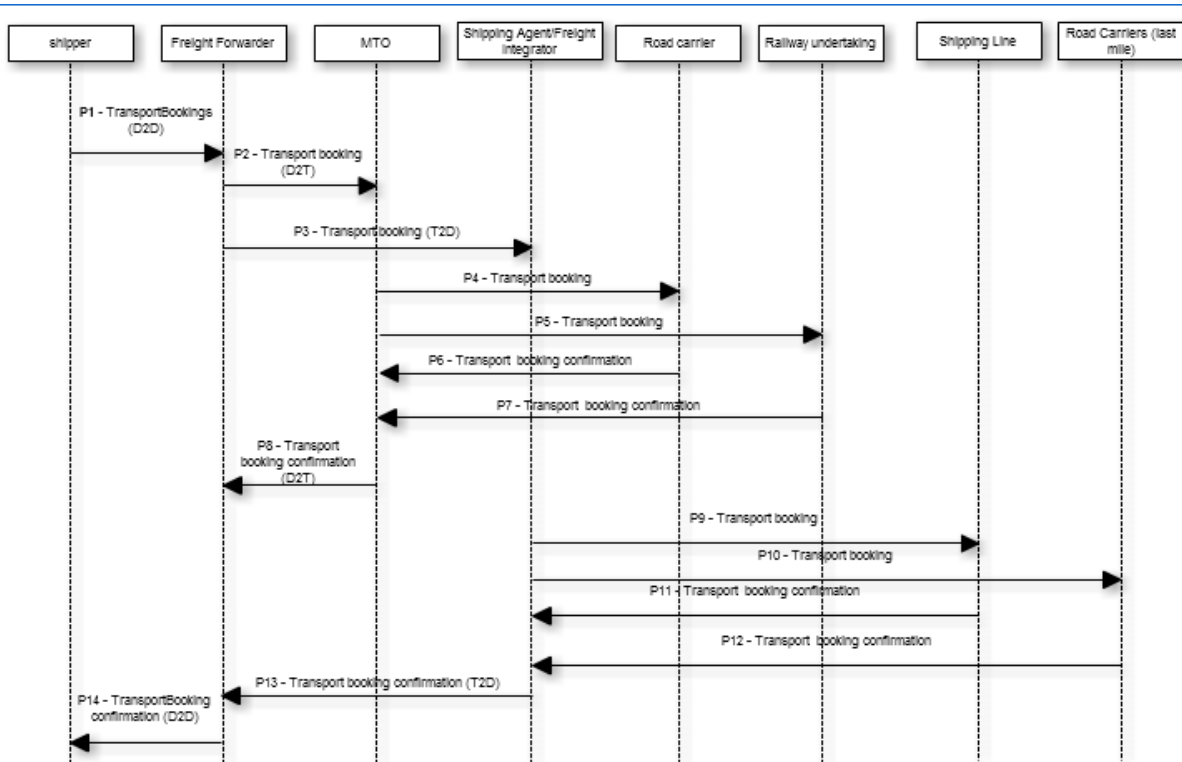 shipper
Freight Forwarder
MTO
Shipping Agent/Freight
Integrator
Road carrier
Railway undertaking
Shipping Line
Road Carriers (last
mile)
P1 - TransportBookings
(D2D)
P2 - Transport booking
(D2T)
P3 - Transport booking (T2D)
P4 - Transport booking
P5 - Transport booking
P6 - Transport booking confirmation
P7 - Transport booking confirmation
P8 - Transport
booking confirmation
(D2T)
P9 - Transport booking
P10 - Transport booking
P11 - Transport booking confirmation
P12 - Transport booking confirmation
P13 - Transport booking confirmation (T2D)
P14 - TransportBooking
confirmation (D2D)